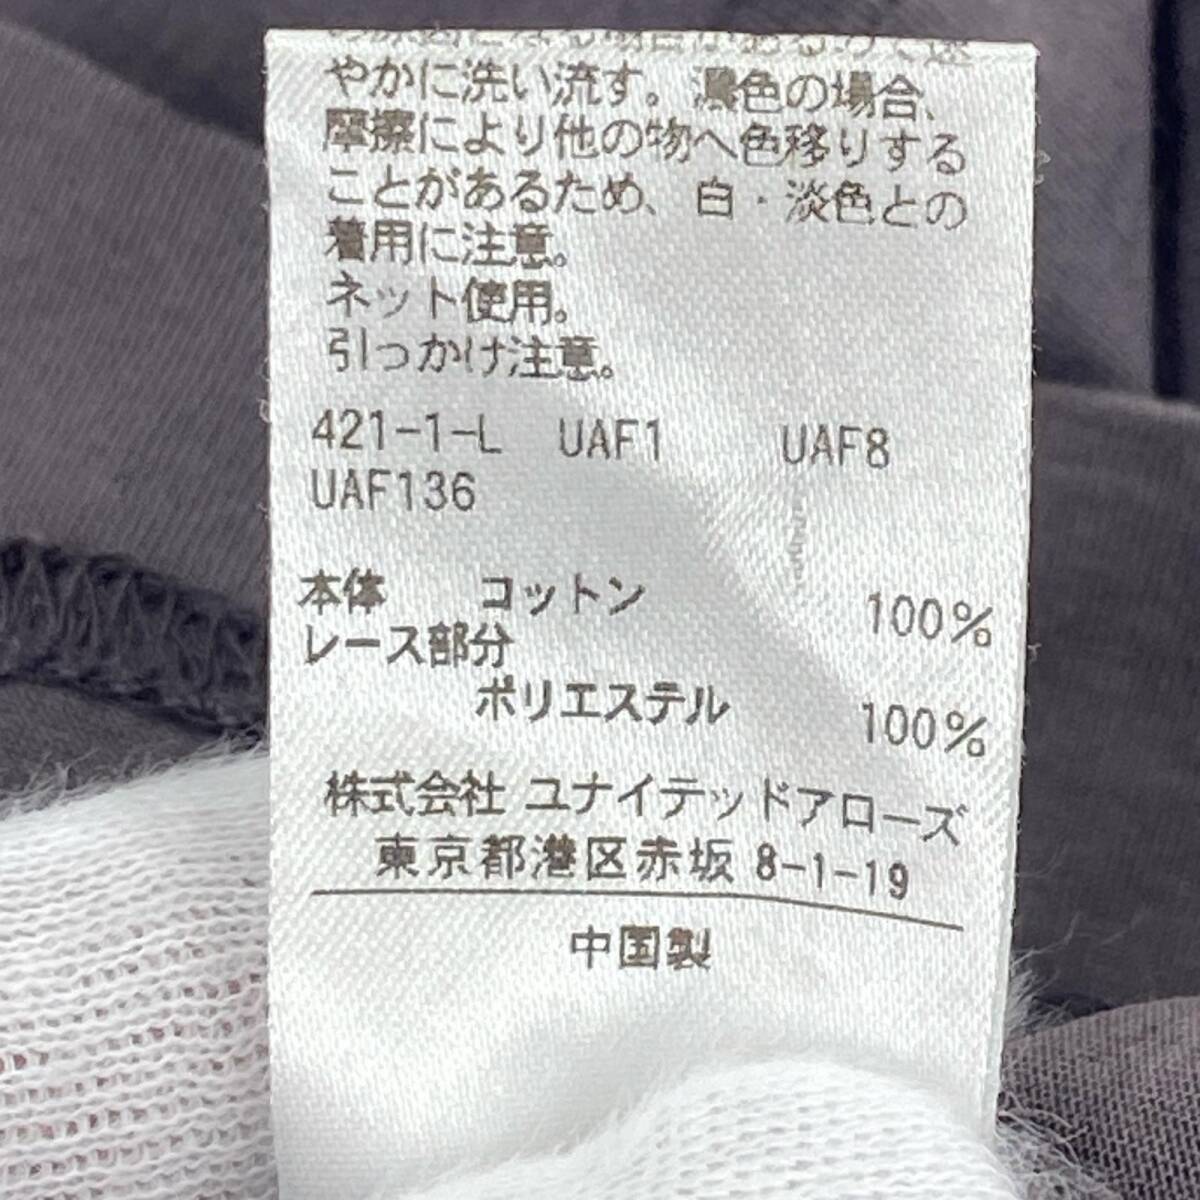 やかに洗い流す。濃色の場合、
摩擦により他の物へ色移りする
ことがあるため、白・淡色との
着用に注意。
ネット使用。
引っかけ注意。
421-1-L UAF1 UAF8
UAF136
本体 コットン 100%
レース部分
ポリエステル 100%
株式会社 ユナイテッドアローズ
東京都港区赤坂 8-1-19
中国製